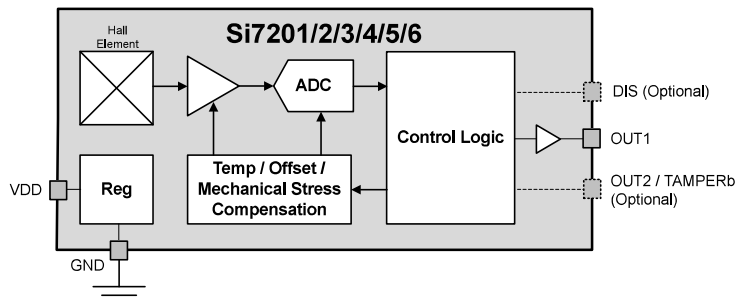 Si7201/2/3/4/5/6
Hall
Element
ADC
Control Logic
DIS (Optional)
OUT1
OUT2 / TAMPERb
(Optional)
Temp / Offset /
Mechanical Stress
Compensation
VDD
Reg
GND